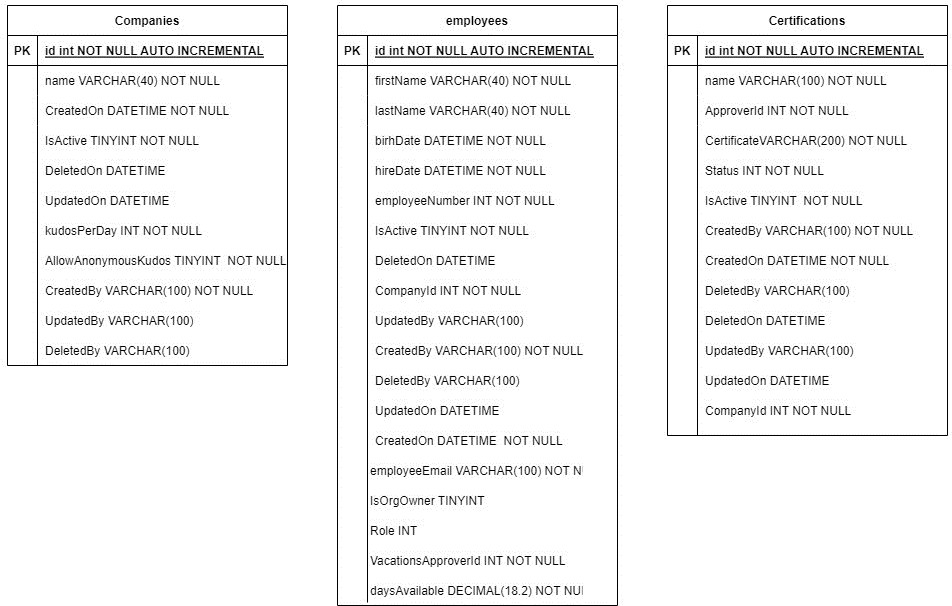 Companies
PK id int NOT NULL AUTO INCREMENTAL
name VARCHAR(40) NOT NULL
CreatedOn DATETIME NOT NULL
IsActive TINYINT NOT NULL
DeletedOn DATETIME
UpdatedOn DATETIME
kudosPerDay INT NOT NULL
AllowAnonymousKudos TINYINT  NOT NULL
CreatedBy VARCHAR(100) NOT NULL
UpdatedBy VARCHAR(100)
DeletedBy VARCHAR(100)
employees
PK id int NOT NULL AUTO INCREMENTAL
firstName VARCHAR(40) NOT NULL
lastName VARCHAR(40) NOT NULL
birhDate DATETIME NOT NULL
hireDate DATETIME NOT NULL
employeeNumber INT NOT NULL
IsActive TINYINT NOT NULL
DeletedOn DATETIME
CompanyId INT NOT NULL
UpdatedBy VARCHAR(100)
CreatedBy VARCHAR(100) NOT NULL
DeletedBy VARCHAR(100)
UpdatedOn DATETIME
CreatedOn DATETIME  NOT NULL
employeeEmail VARCHAR(100) NOT N
IsOrgOwner TINYINT
Role INT
VacationsApproverId INT NOT NULL
daysAvailable DECIMAL(18.2) NOT NU
Certifications
PK id int NOT NULL AUTO INCREMENTAL
name VARCHAR(100) NOT NULL
ApproverId INT NOT NULL
CertificateVARCHAR(200) NOT NULL
Status INT NOT NULL
IsActive TINYINT  NOT NULL
CreatedBy VARCHAR(100) NOT NULL
CreatedOn DATETIME NOT NULL
DeletedBy VARCHAR(100)
DeletedOn DATETIME
UpdatedBy VARCHAR(100)
UpdatedOn DATETIME
CompanyId INT NOT NULL